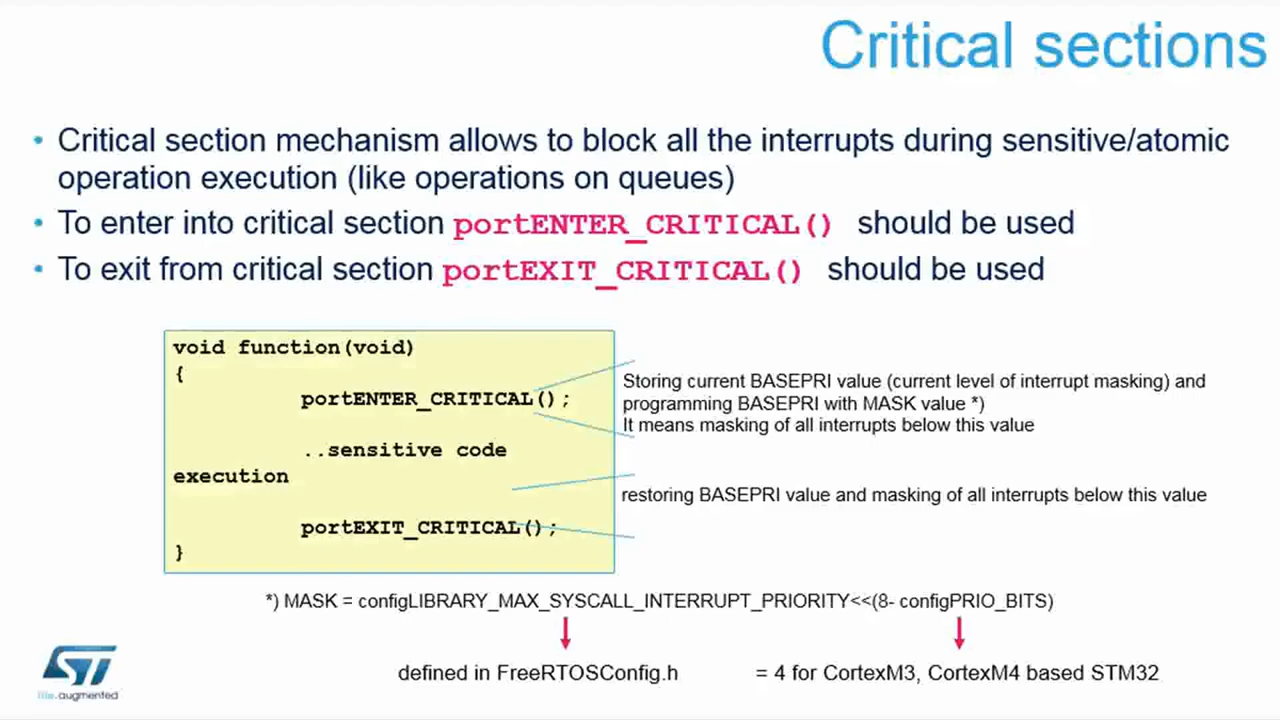 Critical sections
• Critical section mechanism allows to block all the interrupts during sensitive/atomic
operation execution (like operations on queues)
• To enter into critical section portENTER_CRITICAL() should be used
• To exit from critical section portEXIT_CRITICAL() should be used
void function(void)
{
portENTER_CRITICAL();
..sensitive code
execution
portEXIT_CRITICAL();
}
Storing current BASEPRI value (current level of interrupt masking) and
programming BASEPRI with MASK value *)
It means masking of all interrupts below this value
restoring BASEPRI value and masking of all interrupts below this value
*) MASK = configLIBRARY_MAX_SYSCALL_INTERRUPT_PRIORITY<<(8- configPRIO_BITS)
defined in FreeRTOSConfig.h
= 4 for CortexM3, CortexM4 based STM32
ST
life.augmented